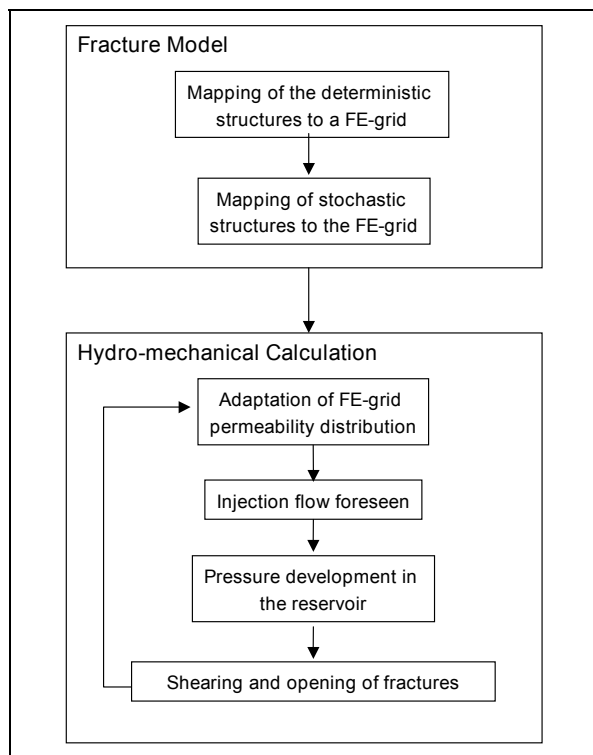 Fracture Model
Mapping of the deterministic
structures to a FE-grid
Mapping of stochastic
structures to the FE-grid
Hydro-mechanical Calculation
Adaptation of FE-grid
permeability distribution
Injection flow foreseen
Pressure development in
the reservoir
Shearing and opening of fractures